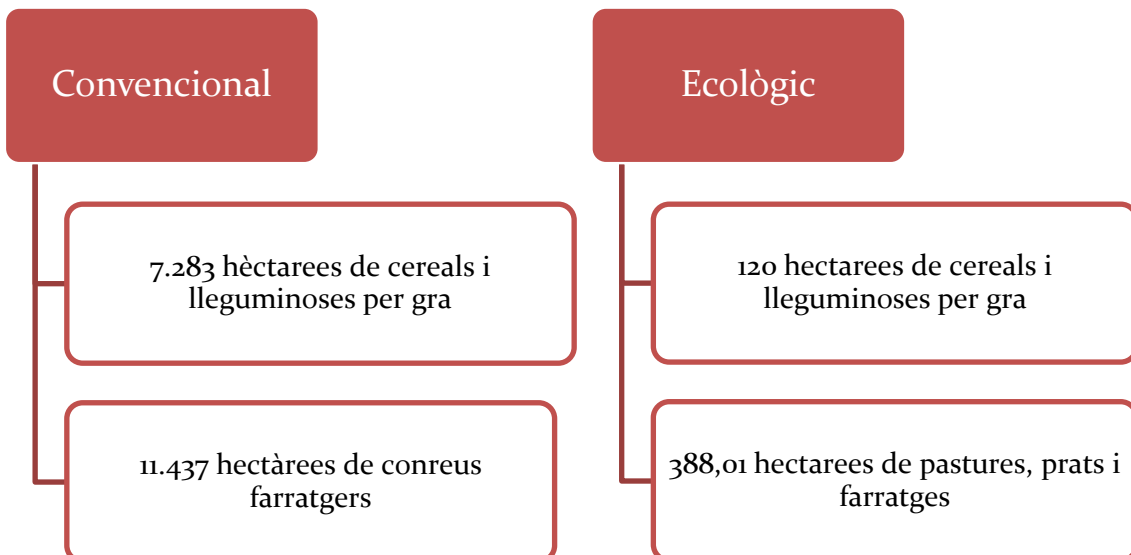 Convencional
7.283 hèctarees de cereals i
lleguminoses per gra
11.437 hectàrees de conreus
farratgers
Ecològic
120 hectarees de cereals i
lleguminoses per gra
388,01 hectarees de pastures, prats i
farratges